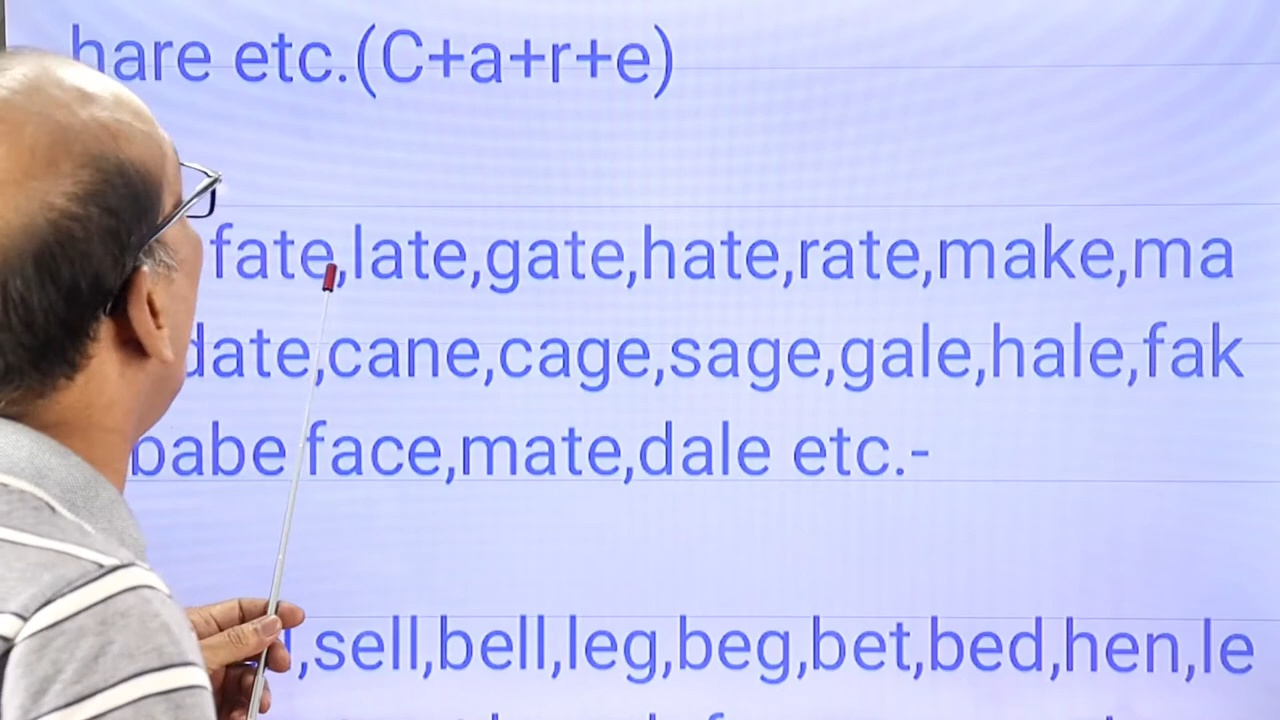 hare etc.(C+a+r+e)
fate,late,gate,hate,rate,make,ma
date,cane,cage,sage,gale,hale,fak
babe face,mate,dale etc.-
,sell,bell,leg,beg,bet,bed,hen,le